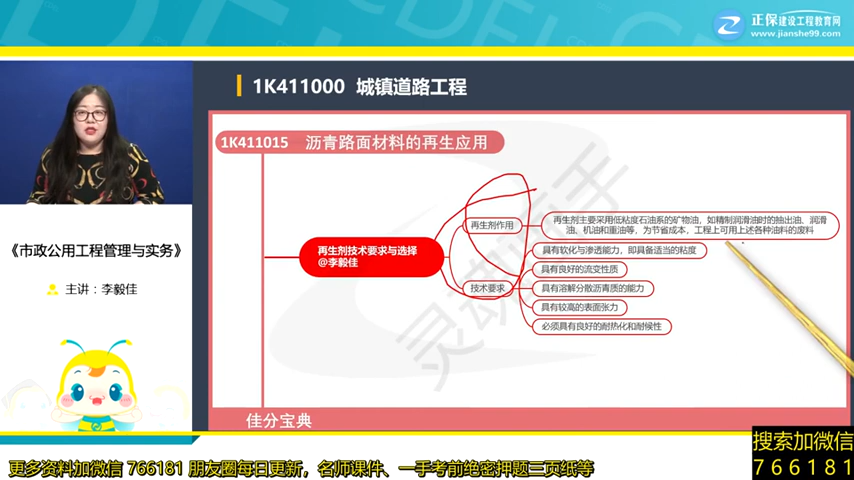 正保建设工程教育网
www.jianshe99.com
1K411000 城镇道路工程
1K411015 沥青路面材料的再生应用
《市政公用工程管理与实务》
主讲：李毅佳
再生剂技术要求与选择
@李毅佳
再生剂作用
再生剂主要采用低粘度石油系的矿物油，如精制润滑油时的抽出油、润滑
油、机油和重油等，为节省成本，工程上可用上述各种油料的废料
技术要求
具有软化与渗透能力，即具备适当的粘度
具有良好的流变性质
具有溶解分散沥青质的能力
具有较高的表面张力
必须具有良好的耐热化和耐候性
佳分宝典
搜索加微信
766181
更多资料加微信 766181 朋友圈每日更新，名师课件、一手考前绝密押题三页纸等